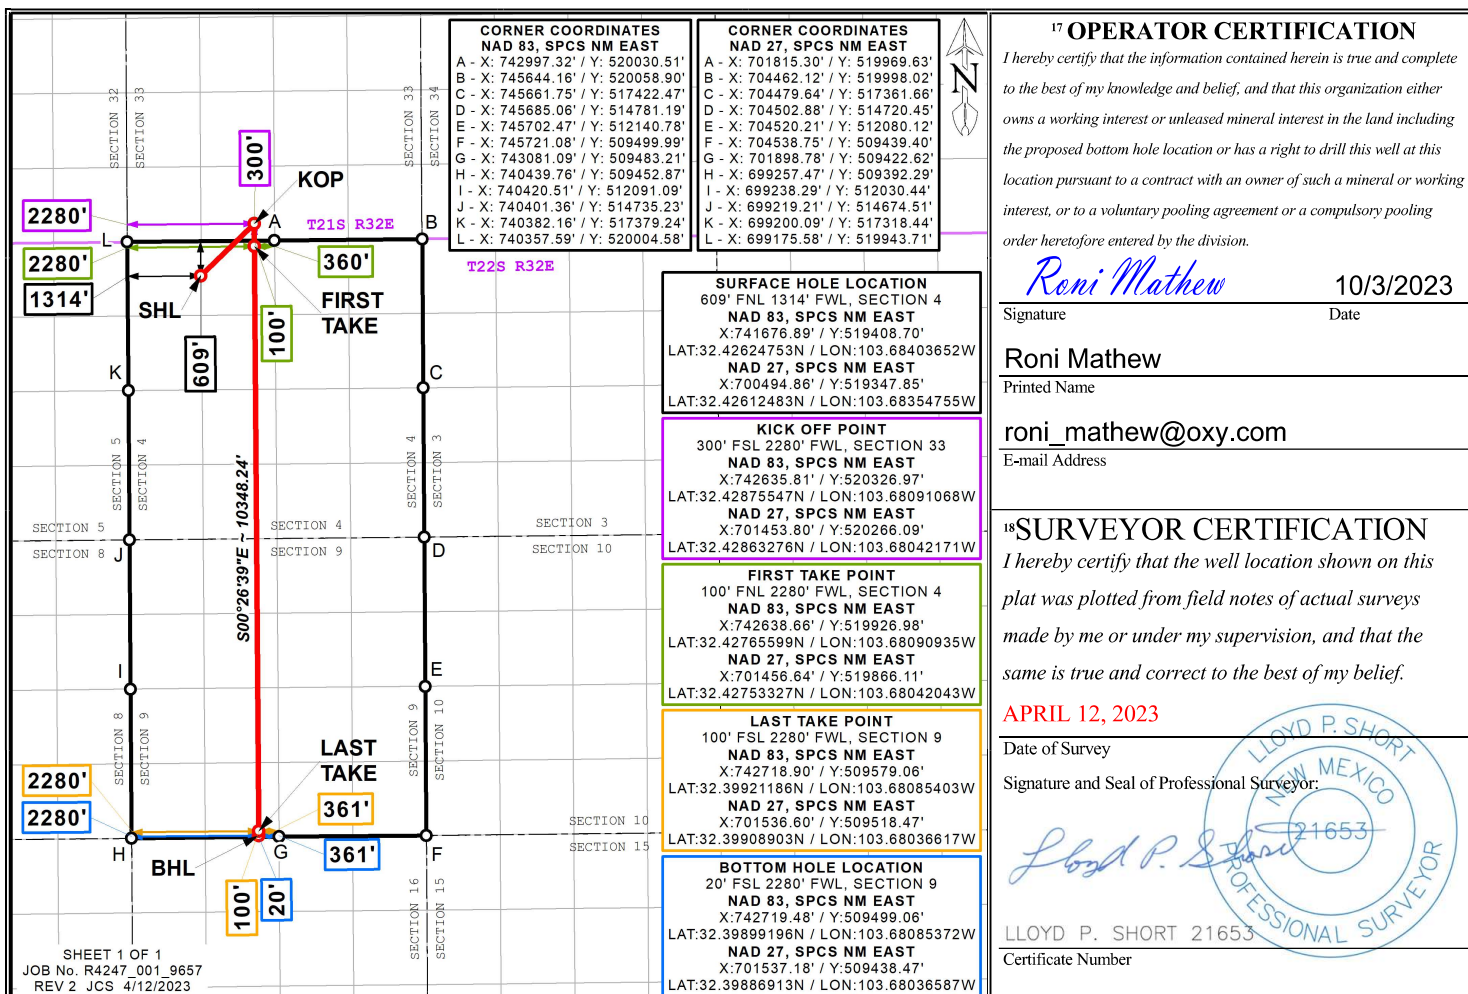 SECTION 32
SECTION 33
SECTION 33
SECTION 34
300'
KOP
2280'
L
A
B
T21S R32E
T22S R32E
2280'
360'
1314'
SHL
FIRST
TAKE
100'
609'
K
C
SECTION 5
SECTION 4
SECTION 4
SECTION 3
S00°26'39"E ~ 10348.24'
SECTION 5
SECTION 8
SECTION 4
SECTION 9
SECTION 3
SECTION 10
J
D
I
E
SECTION 8
SECTION 9
SECTION 9
SECTION 10
LAST
TAKE
2280'
2280'
361'
361'
H
G
F
BHL
SECTION 10
SECTION 15
100'
20'
SECTION 16
SECTION 15
SHEET 1 OF 1
JOB No. R4247_001_9657
REV 2 JCS 4/12/2023
CORNER COORDINATES
NAD 83, SPCS NM EAST
A - X: 742997.32' / Y: 520030.51'
B - X: 745644.16' / Y: 520058.90'
C - X: 745661.75' / Y: 517422.47'
D - X: 745685.06' / Y: 514781.19'
E - X: 745702.47' / Y: 512140.78'
F - X: 745721.08' / Y: 509499.99'
G - X: 743081.09' / Y: 509483.21'
H - X: 740439.76' / Y: 509452.87'
I - X: 740420.51' / Y: 512091.09'
J - X: 740401.36' / Y: 514735.23'
K - X: 740382.16' / Y: 517379.24'
L - X: 740357.59' / Y: 520004.58'
CORNER COORDINATES
NAD 27, SPCS NM EAST
A - X: 701815.30' / Y: 519969.63'
B - X: 704462.12' / Y: 519998.02'
C - X: 704479.64' / Y: 517361.66'
D - X: 704502.88' / Y: 514720.45'
E - X: 704520.21' / Y: 512080.12'
F - X: 704538.75' / Y: 509439.40'
G - X: 701898.78' / Y: 509422.62'
H - X: 699257.47' / Y: 509392.29'
I - X: 699238.29' / Y: 512030.44'
J - X: 699219.21' / Y: 514674.51'
K - X: 699200.09' / Y: 517318.44'
L - X: 699175.58' / Y: 519943.71'
N
SURFACE HOLE LOCATION
609' FNL 1314' FWL, SECTION 4
NAD 83, SPCS NM EAST
X:741676.89' / Y:519408.70'
LAT:32.42624753N / LON:103.68403652W
NAD 27, SPCS NM EAST
X:700494.86' / Y:519347.85'
LAT:32.42612483N / LON:103.68354755W
KICK OFF POINT
300' FSL 2280' FWL, SECTION 33
NAD 83, SPCS NM EAST
X:742635.81' / Y:520326.97'
LAT:32.42875547N / LON:103.68091068W
NAD 27, SPCS NM EAST
X:701453.80' / Y:520266.09'
LAT:32.42863276N / LON:103.68042171W
FIRST TAKE POINT
100' FNL 2280' FWL, SECTION 4
NAD 83, SPCS NM EAST
X:742638.66' / Y:519926.98'
LAT:32.42765599N / LON:103.68090935W
NAD 27, SPCS NM EAST
X:701456.64' / Y:519866.11'
LAT:32.42753327N / LON:103.68042043W
LAST TAKE POINT
100' FSL 2280' FWL, SECTION 9
NAD 83, SPCS NM EAST
X:742718.90' / Y:509579.06'
LAT:32.39921186N / LON:103.68085403W
NAD 27, SPCS NM EAST
X:701536.60' / Y:509518.47'
LAT:32.39908903N / LON:103.68036617W
BOTTOM HOLE LOCATION
20' FSL 2280' FWL, SECTION 9
NAD 83, SPCS NM EAST
X:742719.48' / Y:509499.06'
LAT:32.39899196N / LON:103.68085372W
NAD 27, SPCS NM EAST
X:701537.18' / Y:509438.47'
LAT:32.39886913N / LON:103.68036587W
17 OPERATOR CERTIFICATION
I hereby certify that the information contained herein is true and complete
to the best of my knowledge and belief, and that this organization either
owns a working interest or unleased mineral interest in the land including
the proposed bottom hole location or has a right to drill this well at this
location pursuant to a contract with an owner of such a mineral or working
interest, or to a voluntary pooling agreement or a compulsory pooling
order heretofore entered by the division.
Roni Mathew 10/3/2023
Signature Date
Roni Mathew
Printed Name
roni_mathew@oxy.com
E-mail Address
18 SURVEYOR CERTIFICATION
I hereby certify that the well location shown on this
plat was plotted from field notes of actual surveys
made by me or under my supervision, and that the
same is true and correct to the best of my belief.
APRIL 12, 2023
Date of Survey
Signature and Seal of Professional Surveyor:
LLOYD P. SHORT
NEW MEXICO
21653
PROFESSIONAL SURVEYOR
Lloyd P. Short
LLOYD P. SHORT 21653
Certificate Number